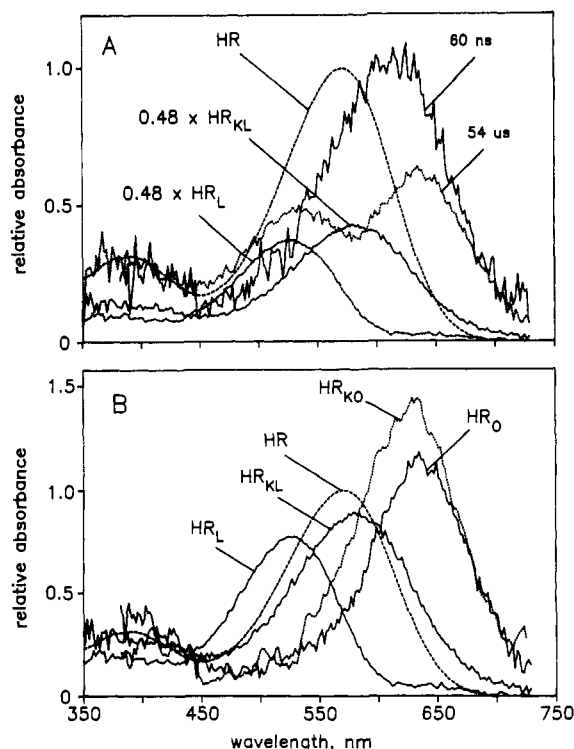 A
HR
60 ns
0.48 x HR_KL
54 us
0.48 x HR_L
1.0
0.5
0
relative absorbance
B
HR_KO
HR_O
HR
HR_KL
HR_L
1.5
1.0
0.5
0
relative absorbance
350 450 550 650 750
wavelength, nm